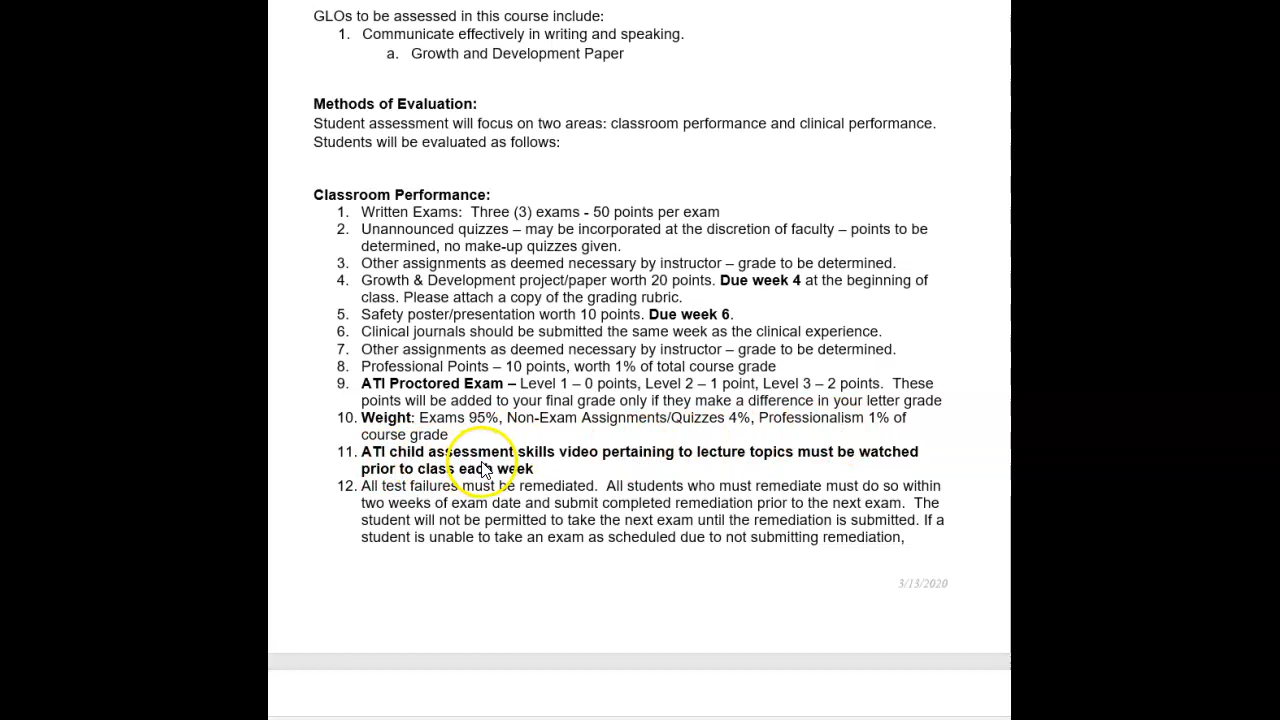 GLOs to be assessed in this course include:
1. Communicate effectively in writing and speaking.
a. Growth and Development Paper
Methods of Evaluation:
Student assessment will focus on two areas: classroom performance and clinical performance.
Students will be evaluated as follows:
Classroom Performance:
1. Written Exams: Three (3) exams - 50 points per exam
2. Unannounced quizzes – may be incorporated at the discretion of faculty – points to be
determined, no make-up quizzes given.
3. Other assignments as deemed necessary by instructor – grade to be determined.
4. Growth & Development project/paper worth 20 points. Due week 4 at the beginning of
class. Please attach a copy of the grading rubric.
5. Safety poster/presentation worth 10 points. Due week 6.
6. Clinical journals should be submitted the same week as the clinical experience.
7. Other assignments as deemed necessary by instructor – grade to be determined.
8. Professional Points – 10 points, worth 1% of total course grade
9. ATI Proctored Exam – Level 1 – 0 points, Level 2 – 1 point, Level 3 – 2 points. These
points will be added to your final grade only if they make a difference in your letter grade
10. Weight: Exams 95%, Non-Exam Assignments/Quizzes 4%, Professionalism 1% of
course grade
11. ATI child assessment skills video pertaining to lecture topics must be watched
prior to class each week
12. All test failures must be remediated. All students who must remediate must do so within
two weeks of exam date and submit completed remediation prior to the next exam. The
student will not be permitted to take the next exam until the remediation is submitted. If a
student is unable to take an exam as scheduled due to not submitting remediation,
3/13/2020